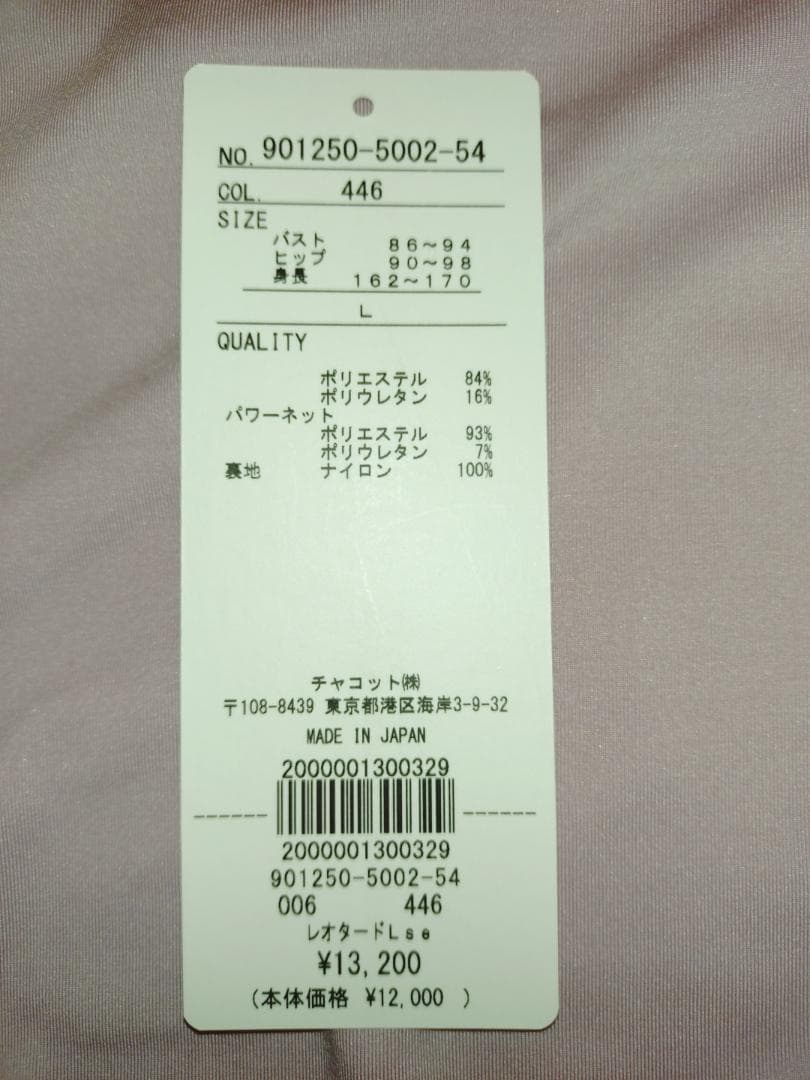 NO. 901250-5002-54
COL. 446
SIZE
バスト 86~94
ヒップ 90~98
身長 162~170
L
QUALITY
ポリエステル 84%
ポリウレタン 16%
パワーネット
ポリエステル 93%
ポリウレタン 7%
裏地 ナイロン 100%
チャコット㈱
〒108-8439 東京都港区海岸3-9-32
MADE IN JAPAN
2000001300329
2000001300329
901250-5002-54
006 446
レオタードLse
¥13,200
(本体価格 ¥12,000 )